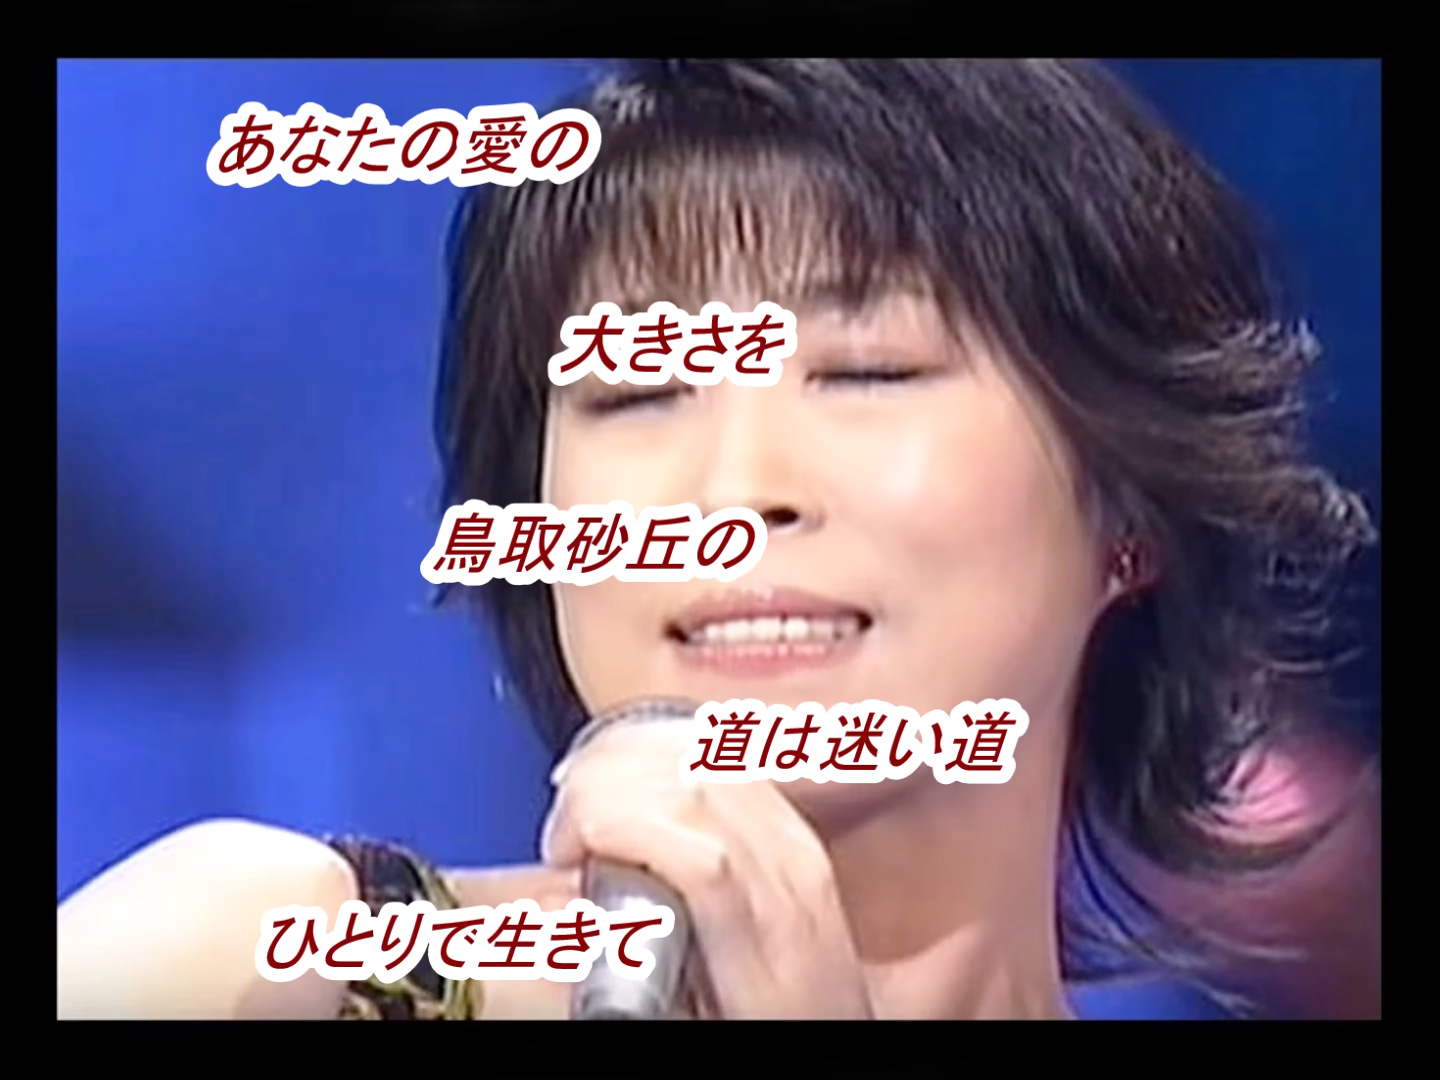 あなたの愛の
大きさを
鳥取砂丘の
道は迷い道
ひとりで生きて